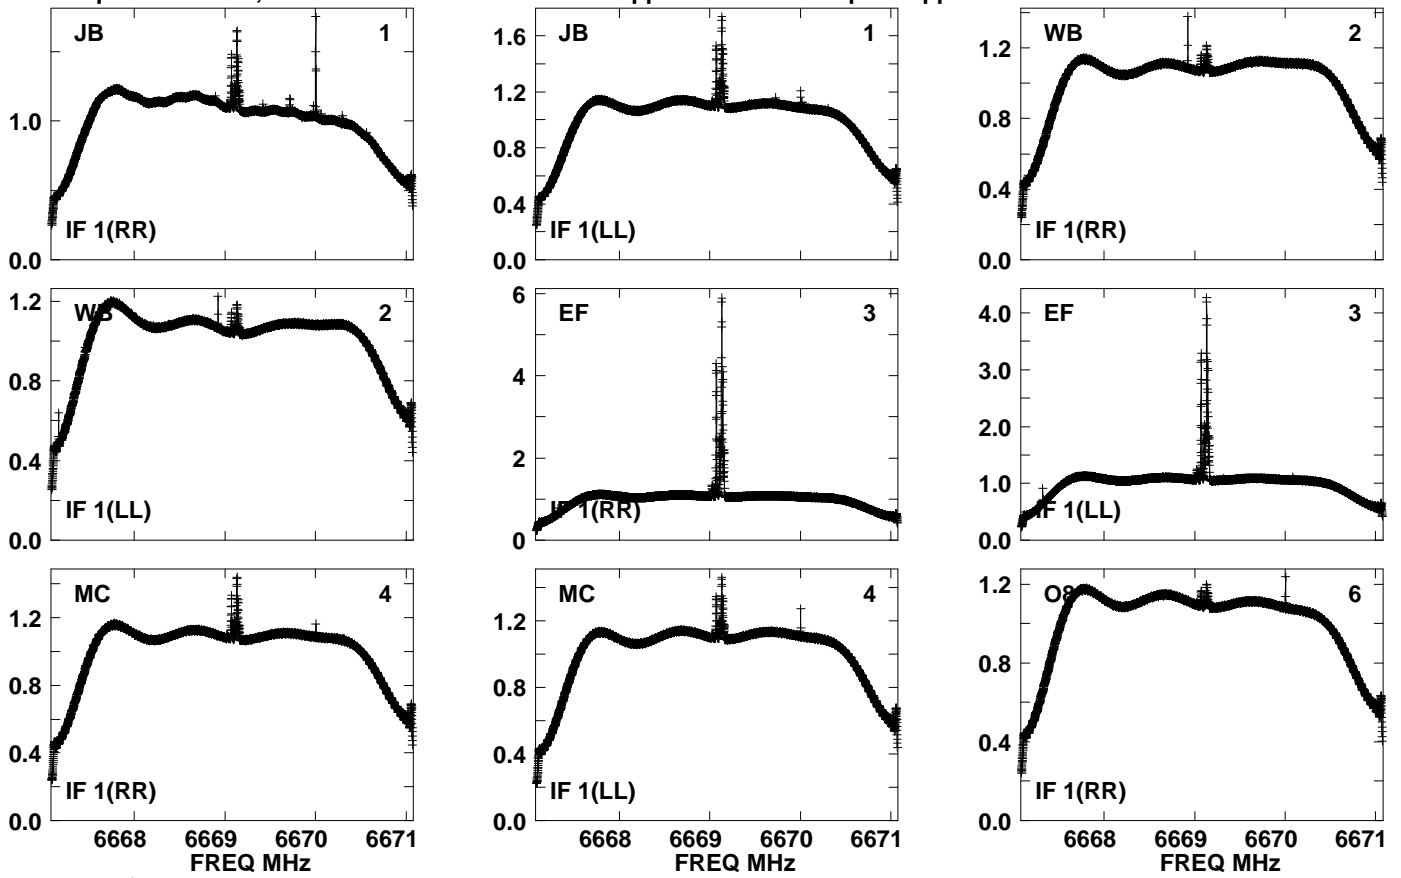 JB 1
1.0
IF 1(RR)
0.0
JB 1
1.6
1.2
0.8
0.4
IF 1(LL)
0.0
WB 2
1.2
0.8
0.4
IF 1(RR)
0.0
WB 2
1.2
0.8
0.4
IF 1(LL)
0.0
EF 3
6
4
2
IF 1(RR)
0
EF 3
4.0
3.0
2.0
1.0
IF 1(LL)
0.0
MC 4
1.2
0.8
0.4
IF 1(RR)
0.0
6668 6669 6670 6671
FREQ MHz
MC 4
1.2
0.8
0.4
IF 1(LL)
0.0
6668 6669 6670 6671
FREQ MHz
O8 6
1.2
0.8
0.4
IF 1(RR)
0.0
6668 6669 6670 6671
FREQ MHz